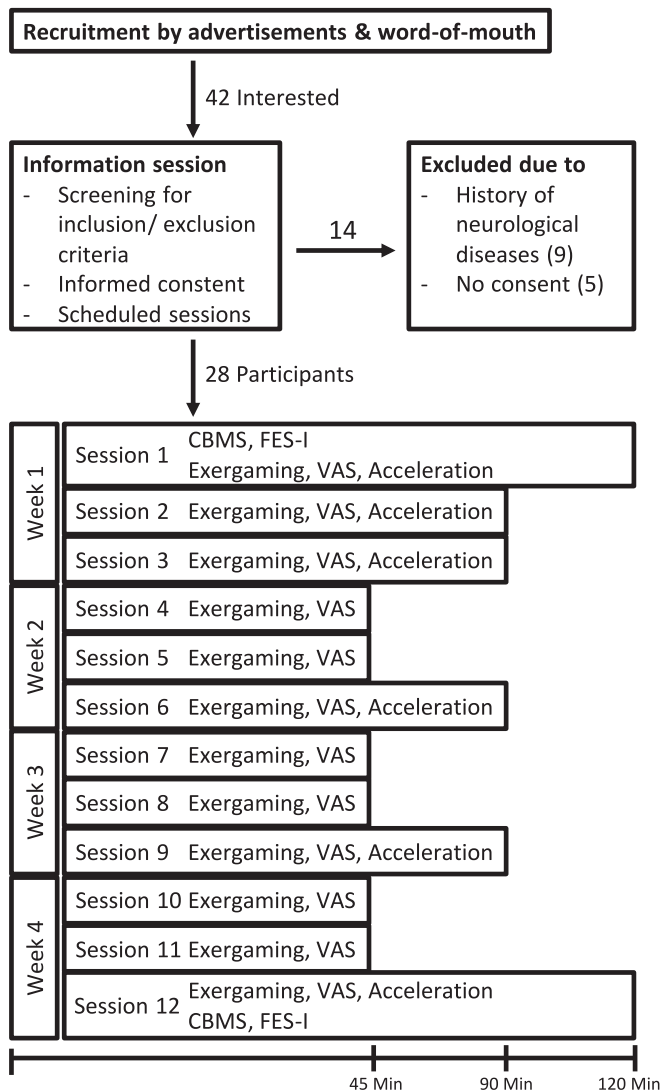 Recruitment by advertisements & word-of-mouth
42 Interested
Information session
- Screening for
inclusion/ exclusion
criteria
- Informed constent
- Scheduled sessions
14
Excluded due to
- History of
neurological
diseases (9)
- No consent (5)
28 Participants
Week 1
Session 1
CBMS, FES-I
Exergaming, VAS, Acceleration
Session 2 Exergaming, VAS, Acceleration
Session 3 Exergaming, VAS, Acceleration
Week 2
Session 4 Exergaming, VAS
Session 5 Exergaming, VAS
Session 6 Exergaming, VAS, Acceleration
Week 3
Session 7 Exergaming, VAS
Session 8 Exergaming, VAS
Session 9 Exergaming, VAS, Acceleration
Week 4
Session 10 Exergaming, VAS
Session 11 Exergaming, VAS
Session 12
Exergaming, VAS, Acceleration
CBMS, FES-I
45 Min 90 Min 120 Min